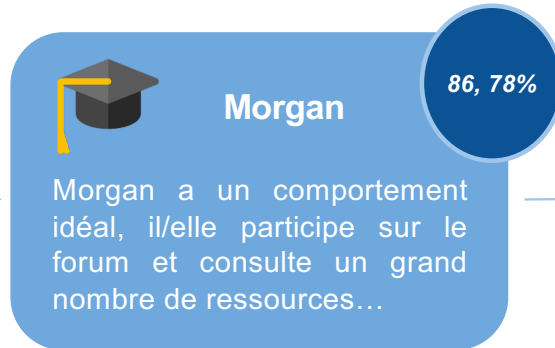 86, 78%
Morgan
Morgan a un comportement
idéal, il/elle participe sur le
forum et consulte un grand
nombre de ressources…